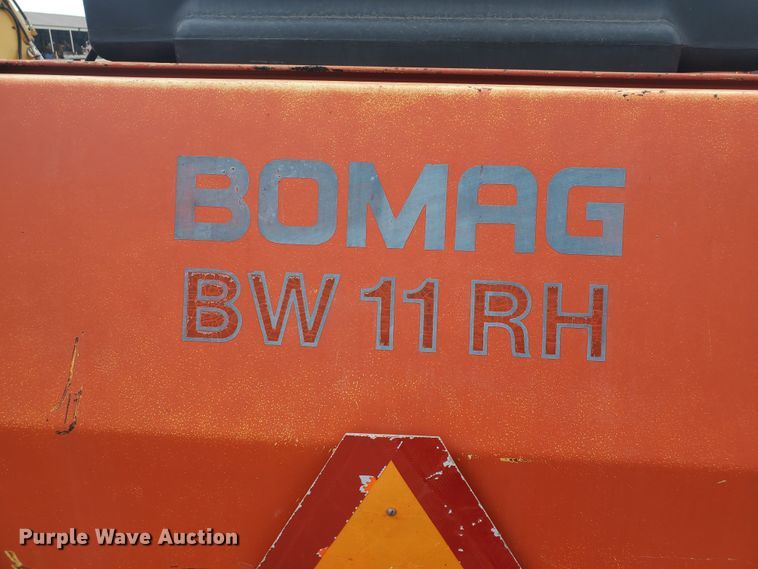 BOMAG
BW 11 RH
Purple Wave Auction